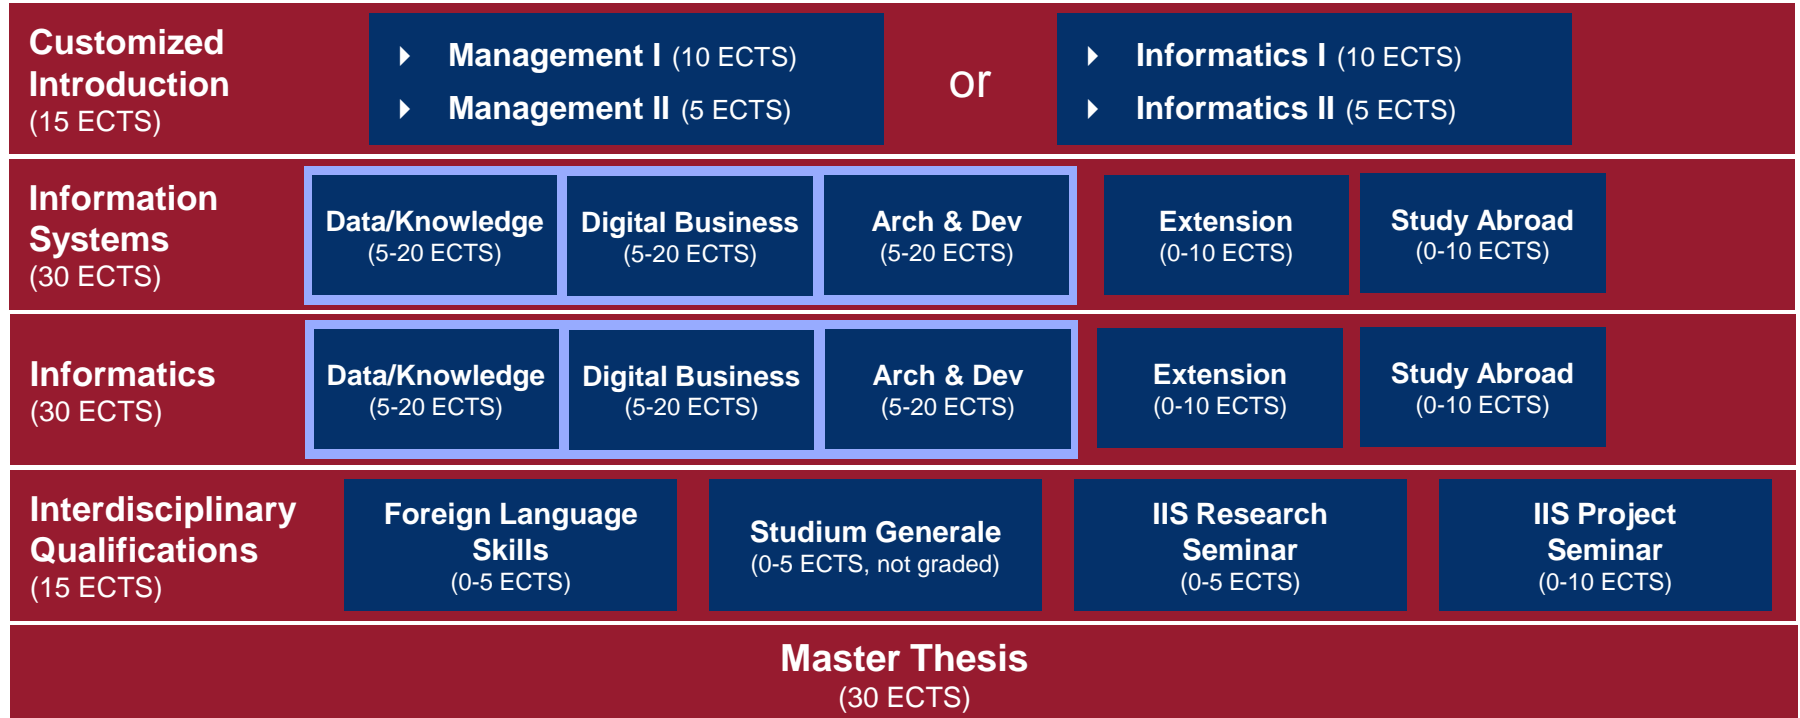 Customized
Introduction
(15 ECTS)
Management I (10 ECTS)
Management II (5 ECTS)
or
Informatics I (10 ECTS)
Informatics II (5 ECTS)
Information
Systems
(30 ECTS)
Data/Knowledge
(5-20 ECTS)
Digital Business
(5-20 ECTS)
Arch & Dev
(5-20 ECTS)
Extension
(0-10 ECTS)
Study Abroad
(0-10 ECTS)
Informatics
(30 ECTS)
Data/Knowledge
(5-20 ECTS)
Digital Business
(5-20 ECTS)
Arch & Dev
(5-20 ECTS)
Extension
(0-10 ECTS)
Study Abroad
(0-10 ECTS)
Interdisciplinary
Qualifications
(15 ECTS)
Foreign Language
Skills
(0-5 ECTS)
Studium Generale
(0-5 ECTS, not graded)
IIS Research
Seminar
(0-5 ECTS)
IIS Project
Seminar
(0-10 ECTS)
Master Thesis
(30 ECTS)